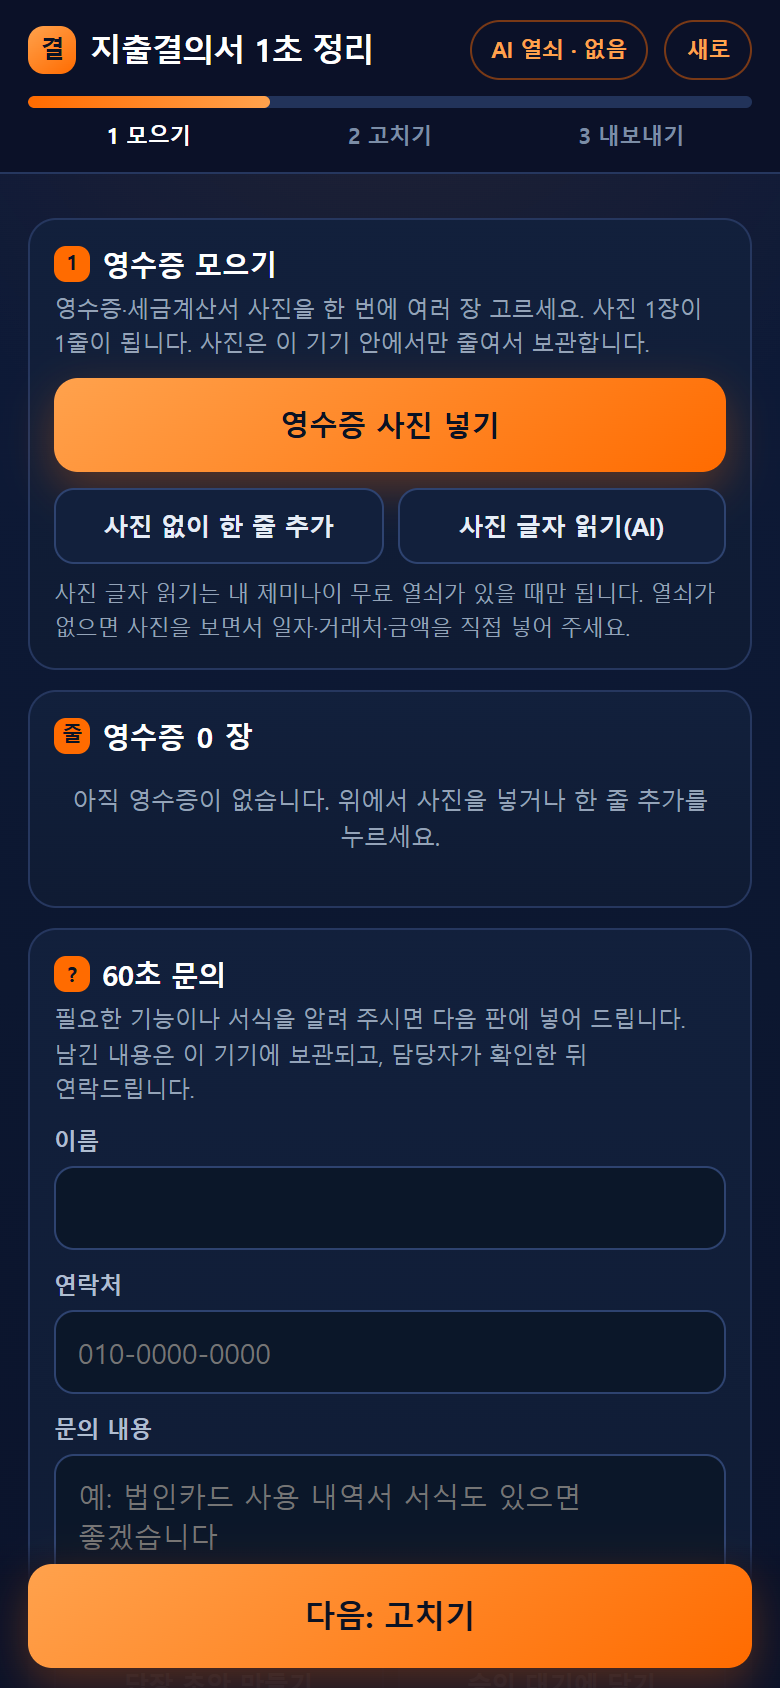 결 지출결의서 1초 정리 AI 열쇠 · 없음 새로
1 모으기 2 고치기 3 내보내기
1 영수증 모으기
영수증·세금계산서 사진을 한 번에 여러 장 고르세요. 사진 1장이
1줄이 됩니다. 사진은 이 기기 안에서만 줄여서 보관합니다.
영수증 사진 넣기
사진 없이 한 줄 추가 사진 글자 읽기(AI)
사진 글자 읽기는 내 제미나이 무료 열쇠가 있을 때만 됩니다. 열쇠가
없으면 사진을 보면서 일자·거래처·금액을 직접 넣어 주세요.
줄 영수증 0 장
아직 영수증이 없습니다. 위에서 사진을 넣거나 한 줄 추가를
누르세요.
? 60초 문의
필요한 기능이나 서식을 알려 주시면 다음 판에 넣어 드립니다.
남긴 내용은 이 기기에 보관되고, 담당자가 확인한 뒤
연락드립니다.
이름
연락처
010-0000-0000
문의 내용
예: 법인카드 사용 내역서 서식도 있으면
좋겠습니다
다음: 고치기